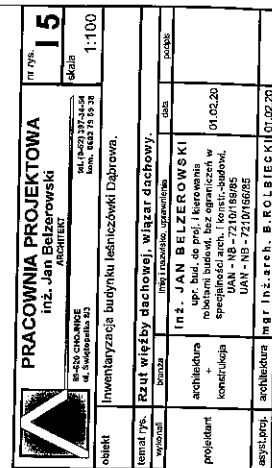 PRACOWNIA PROJEKTOWA
inż. Jan Belzerowski
ARCHITEKT
89-620 CHOJNICE
ul. Świętopełka 8/3
tel. (0-52) 397-34-54
kom. 0602 79 59 38
nr rys.
I 5
skala
1:100
obiekt
Inwentaryzacja budynku leśniczówki Dąbrowa.
temat rys.
Rzut więźby dachowej, wiązar dachowy.
wykonali
branża
imię i nazwisko, uprawnienia
data
podpis
projektant
architektura
+
konstrukcja
Inż. JAN BELZEROWSKI
upr. bud. do proj. i kierowania
robotami budowl. bez ograniczeń w
specjalności arch. i konstr.-budowl.
UAN - NB - 7210/189/85
UAN - NB - 7210/166/85
01.02.20
asyst.proj.
architektura
mgr inż.arch. B.ROLBIECKI
01.02.20